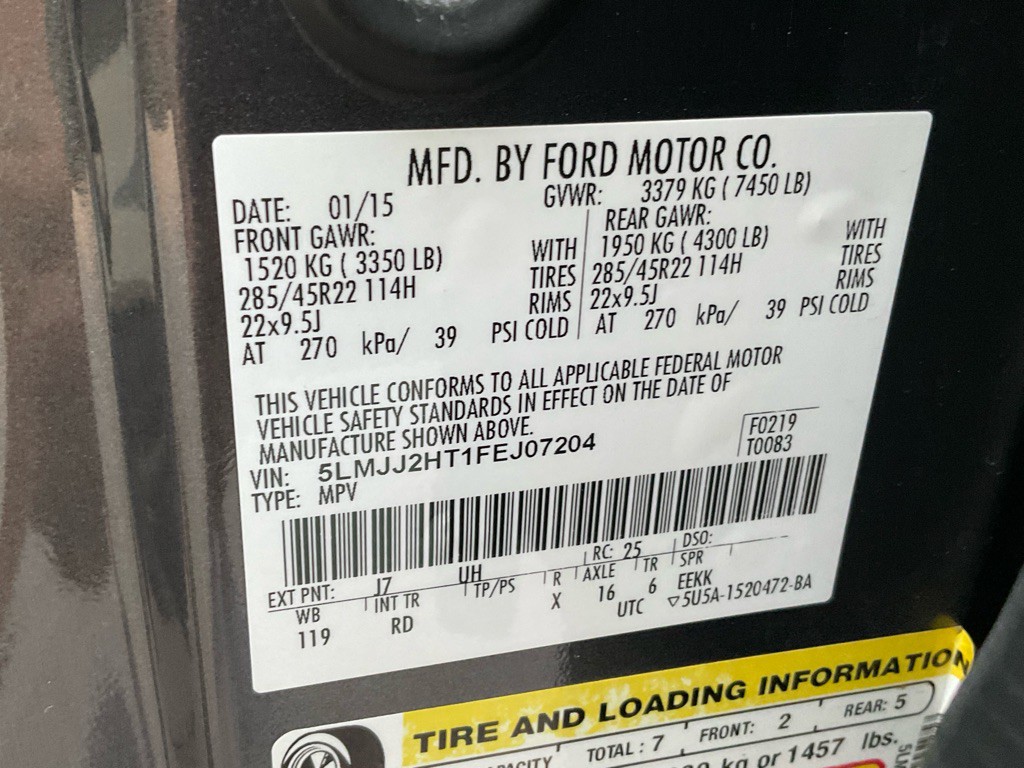 MFD. BY FORD MOTOR CO.
DATE: 01/15 GVWR: 3379 KG ( 7450 LB)
FRONT GAWR: REAR GAWR:
1520 KG ( 3350 LB) WITH 1950 KG ( 4300 LB) WITH
285/45R22 114H TIRES 285/45R22 114H TIRES
22x9.5J RIMS 22x9.5J RIMS
AT 270 kPa/ 39 PSI COLD AT 270 kPa/ 39 PSI COLD
THIS VEHICLE CONFORMS TO ALL APPLICABLE FEDERAL MOTOR
VEHICLE SAFETY STANDARDS IN EFFECT ON THE DATE OF
MANUFACTURE SHOWN ABOVE.
F0219
T0083
VIN: 5LMJJ2HT1FEJ07204
TYPE: MPV
EXT PNT: J7 UH RC: 25 DSO:
WB INT TR TP/PS R AXLE TR SPR
119 RD X 16 6 EEKK
UTC ▽5U5A-1520472-BA
TIRE AND LOADING INFORMATION
TOTAL : 7 FRONT: 2 REAR: 5
kg or 1457 lbs.